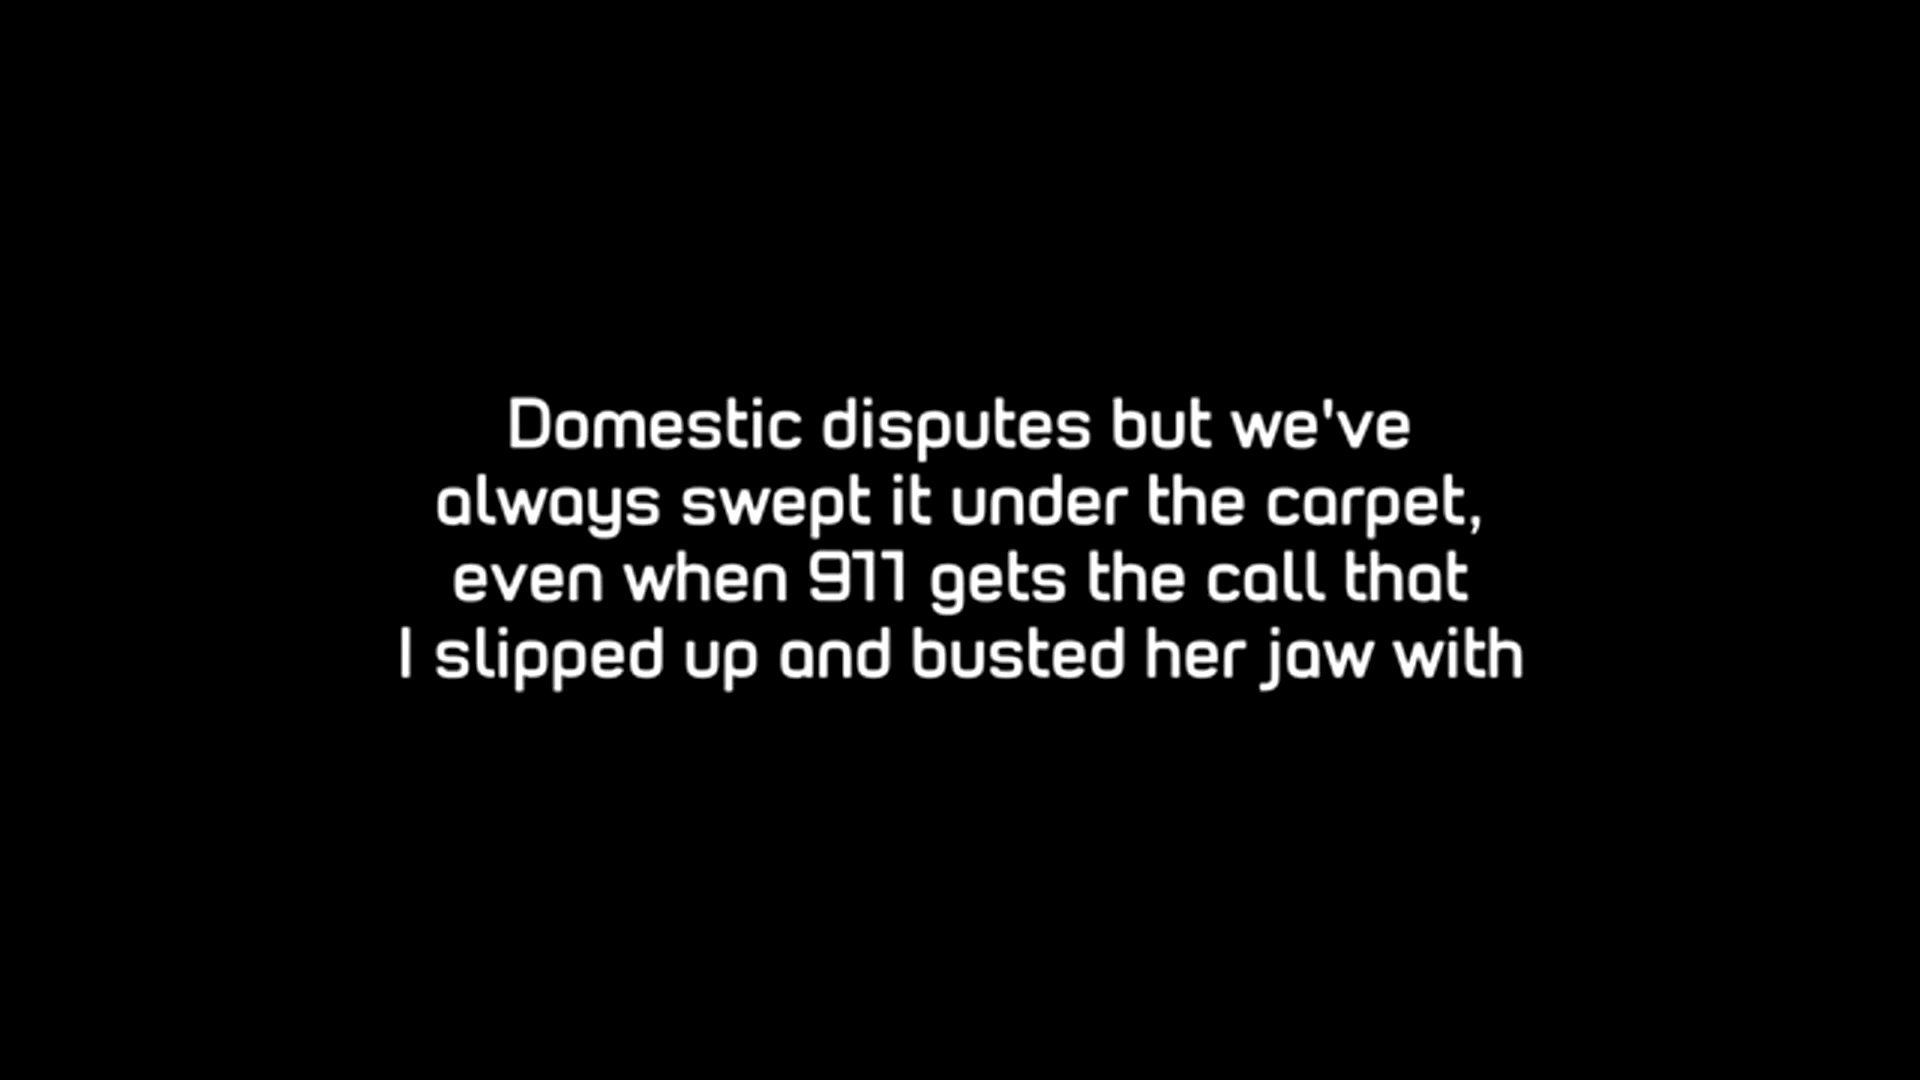 Domestic disputes but we've
always swept it under the carpet,
even when 911 gets the call that
I slipped up and busted her jaw with